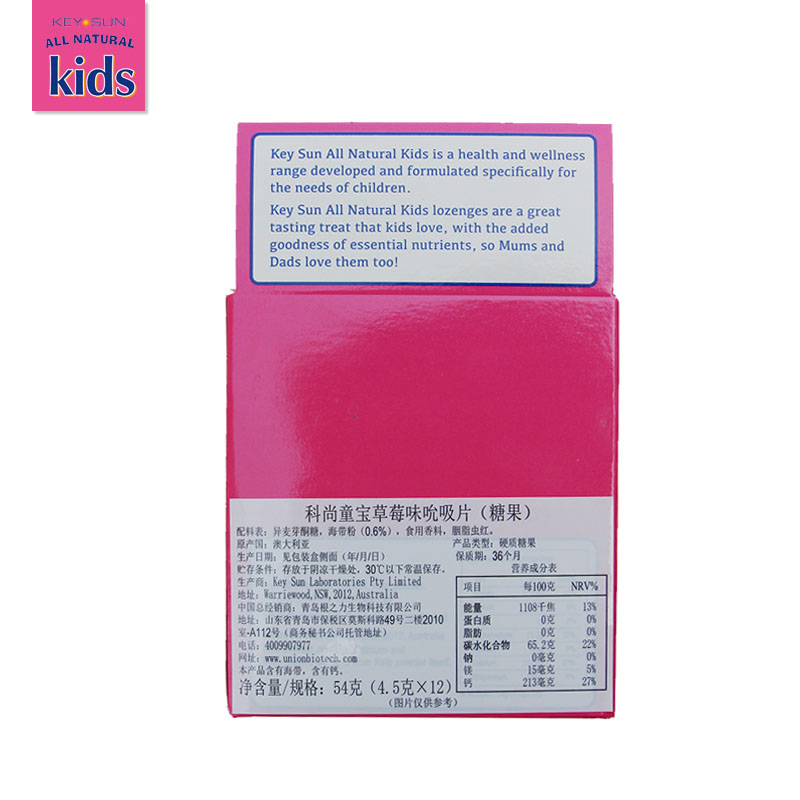 KEY SUN
ALL NATURAL
kids
Key Sun All Natural Kids is a health and wellness
range developed and formulated specifically for
the needs of children.
Key Sun All Natural Kids lozenges are a great
tasting treat that kids love, with the added
goodness of essential nutrients, so Mums and
Dads love them too!
科尚童宝草莓味吮吸片（糖果）
配料表：异麦芽酮糖，海带粉（0.6%），食用香料，胭脂虫红。
原产国：澳大利亚 产品类型：硬质糖果
生产日期：见包装盒侧面（年/月/日） 保质期：36个月
贮存条件：存放于阴凉干燥处，30℃以下常温保存。
生产商：Key Sun Laboratories Pty Limited
地址：Warriewood,NSW,2012,Australia
中国总经销商：青岛根之力生物科技有限公司
地址：山东省青岛市保税区莫斯科路49号二楼2010
室-A112号（商务秘书公司托管地址）
电话：4009907977
网址：www.unionbiotech.com
本产品含有海带，含有钙。
营养成分表
项目 每100克 NRV%
能量 1108千焦 13%
蛋白质 0克 0%
脂肪 0克 0%
碳水化合物 65.2克 22%
钠 0毫克 0%
镁 15毫克 5%
钙 213毫克 27%
净含量/规格：54克（4.5克×12）
（图片仅供参考）